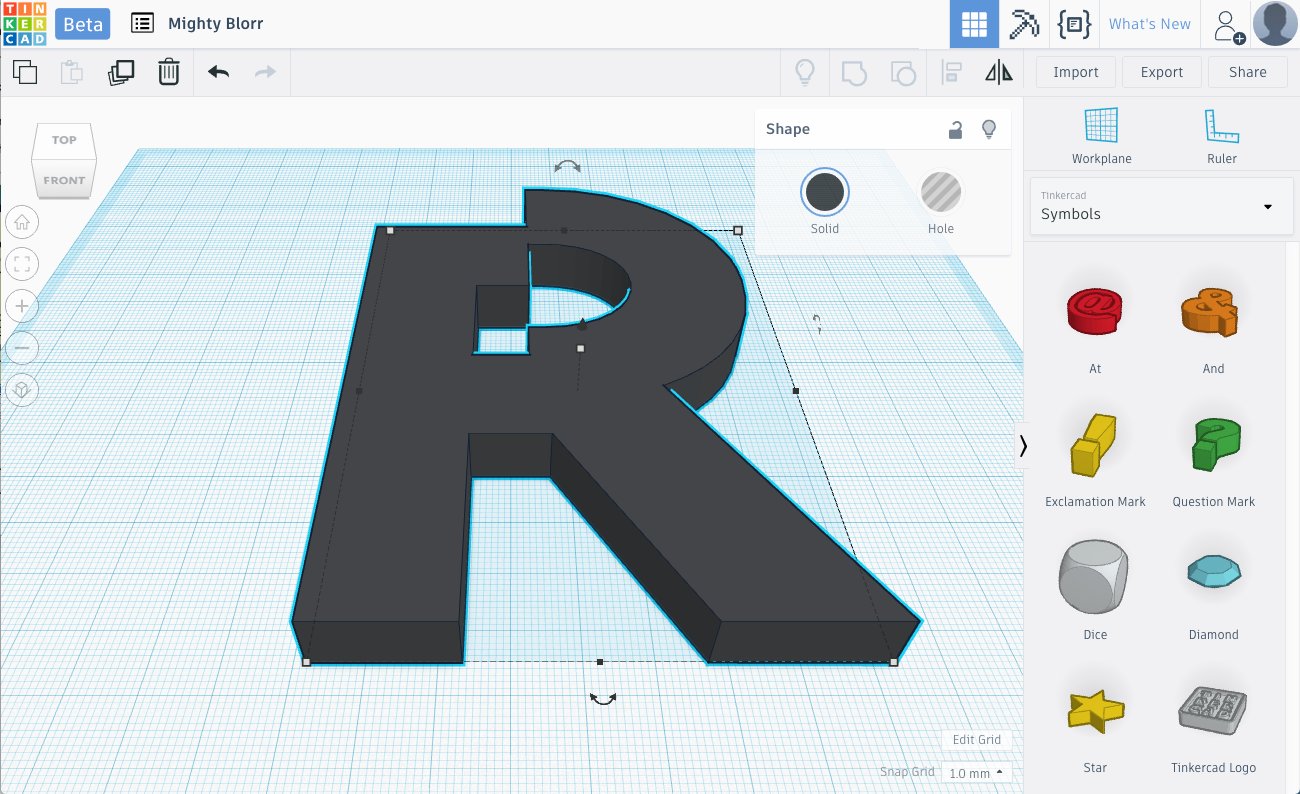 TIN
KER
CAD
Beta
Mighty Blorr
What's New
Import
Export
Share
TOP
FRONT
Shape
Solid
Hole
Workplane
Ruler
Tinkercad
Symbols
At
And
Exclamation Mark
Question Mark
Dice
Diamond
Star
Tinkercad Logo
Edit Grid
Snap Grid
1.0 mm
R